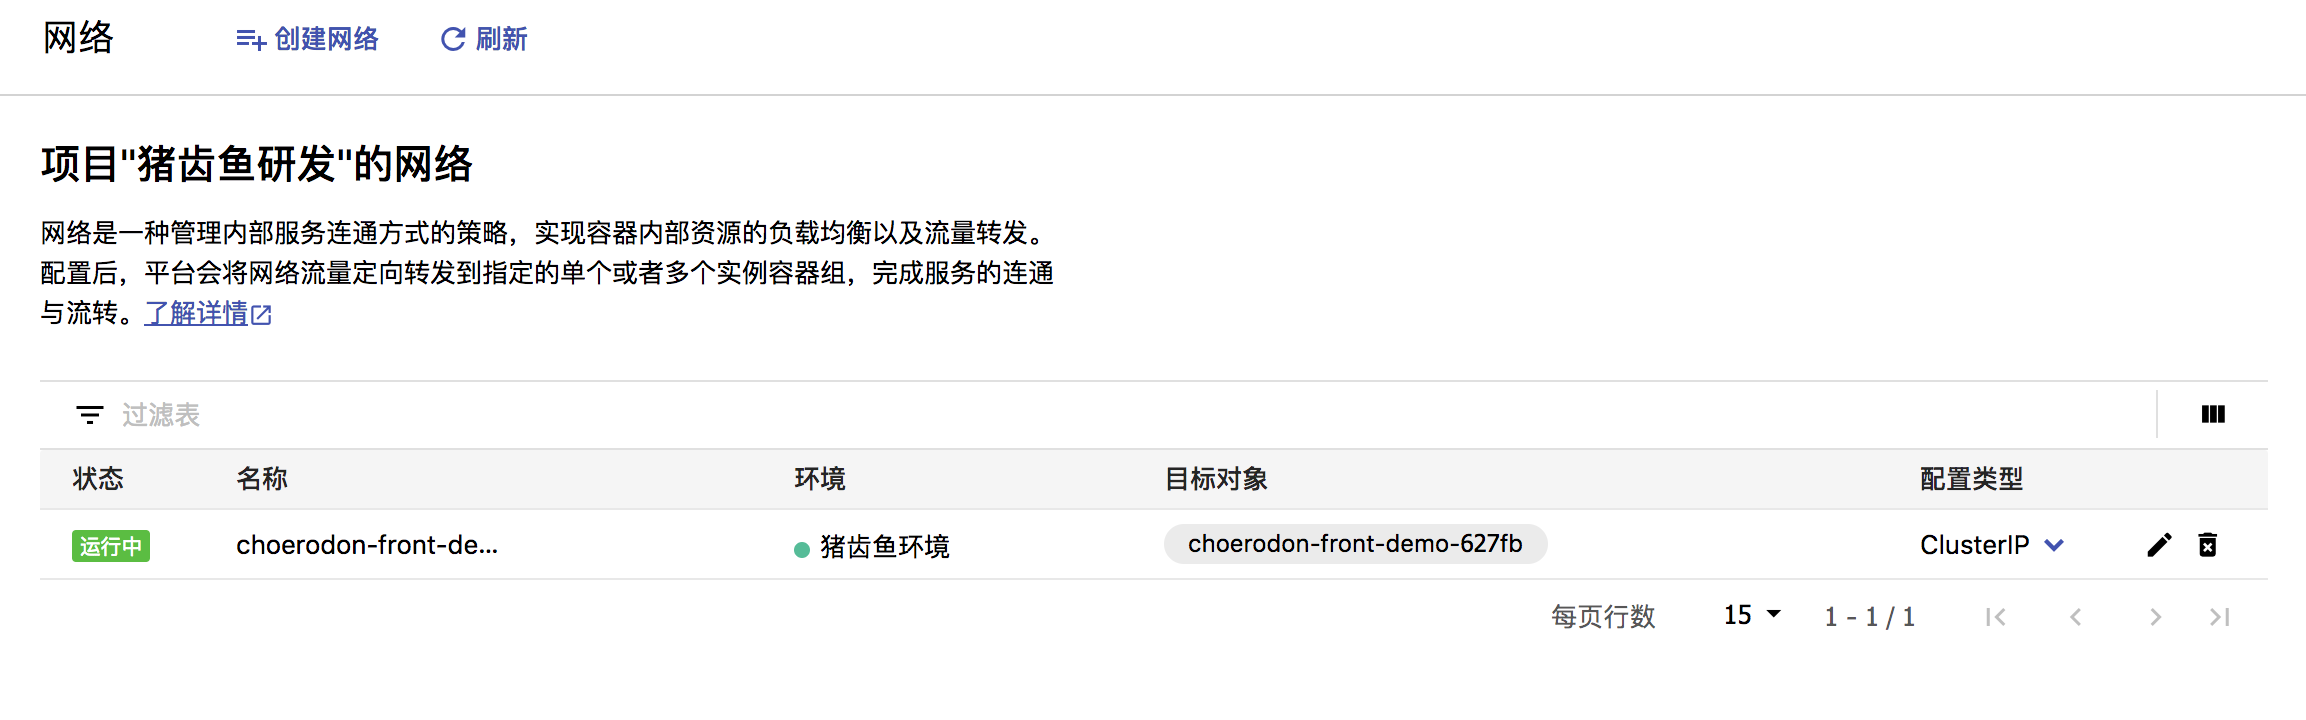 网络 创建网络 刷新
项目"猪齿鱼研发"的网络
网络是一种管理内部服务连通方式的策略，实现容器内部资源的负载均衡以及流量转发。
配置后，平台会将网络流量定向转发到指定的单个或者多个实例容器组，完成服务的连通
与流转。了解详情
过滤表
状态 名称 环境 目标对象 配置类型
运行中 choerodon-front-de... 猪齿鱼环境 choerodon-front-demo-627fb ClusterIP
每页行数 15 1 - 1 / 1